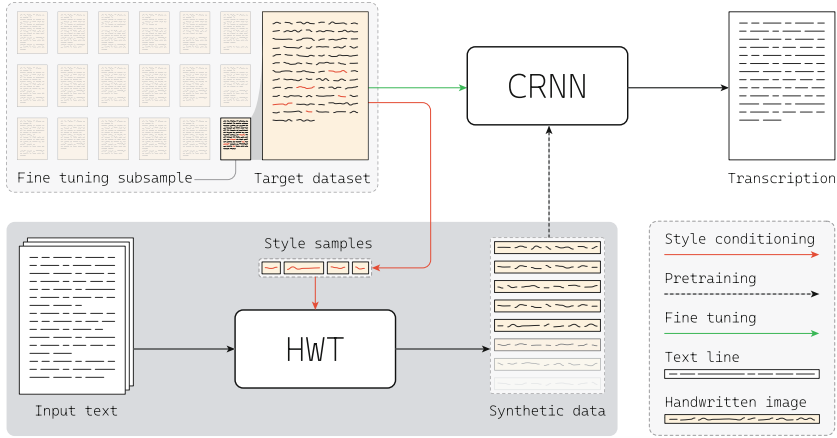 CRNN
Fine tuning subsample
Target dataset
Transcription
Style samples
HWT
Input text
Synthetic data
Style conditioning
Pretraining
Fine tuning
Text line
Handwritten image